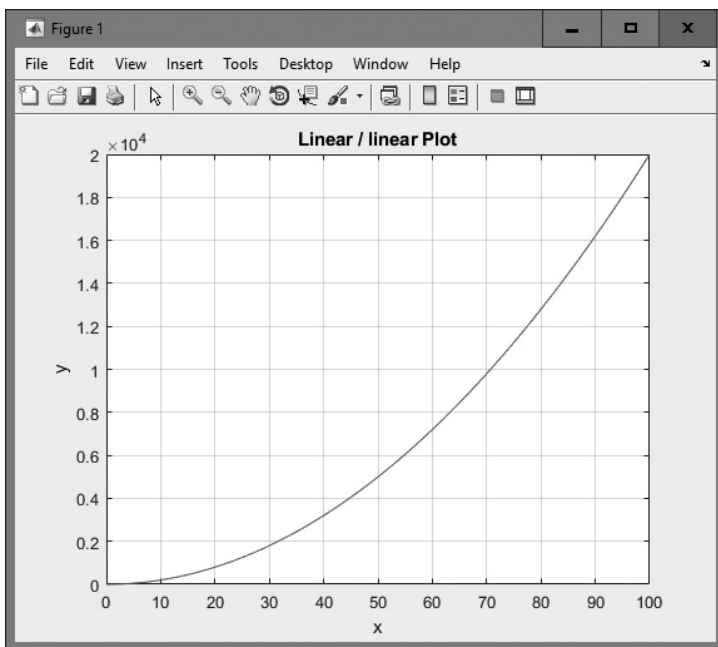 Figure 1
File Edit View Insert Tools Desktop Window Help
×10⁴
Linear / linear Plot
2
1.8
1.6
1.4
1.2
1
0.8
0.6
0.4
0.2
0
y
0 10 20 30 40 50 60 70 80 90 100
x